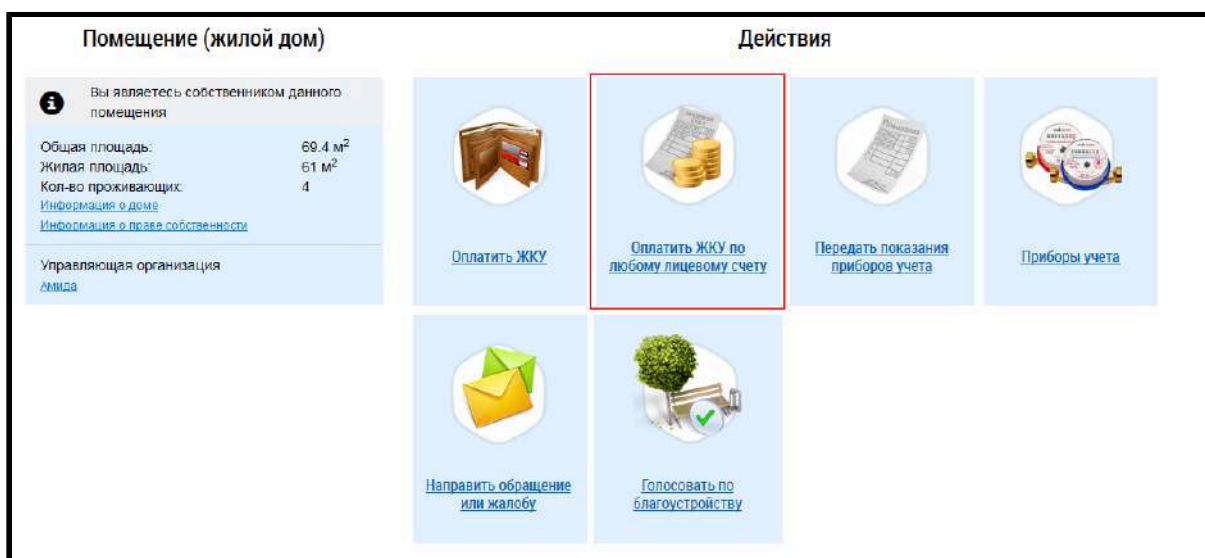 Помещение (жилой дом)
Действия
Вы являетесь собственником данного
помещения
Общая площадь: 69.4 м²
Жилая площадь: 61 м²
Кол-во проживающих: 4
Информация о доме
Информация о праве собственности
Управляющая организация
Амида
Оплатить ЖКУ
Оплатить ЖКУ по
любому лицевому счету
Передать показания
приборов учета
Приборы учета
Направить обращение
или жалобу
Голосовать по
благоустройству